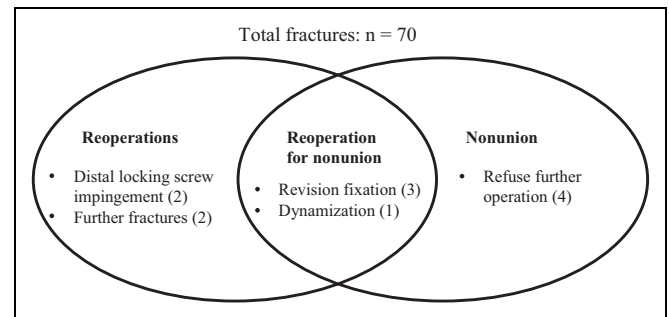 Total fractures: n = 70
Reoperations
• Distal locking screw
impingement (2)
• Further fractures (2)
Reoperation
for nonunion
• Revision fixation (3)
• Dynamization (1)
Nonunion
• Refuse further
operation (4)